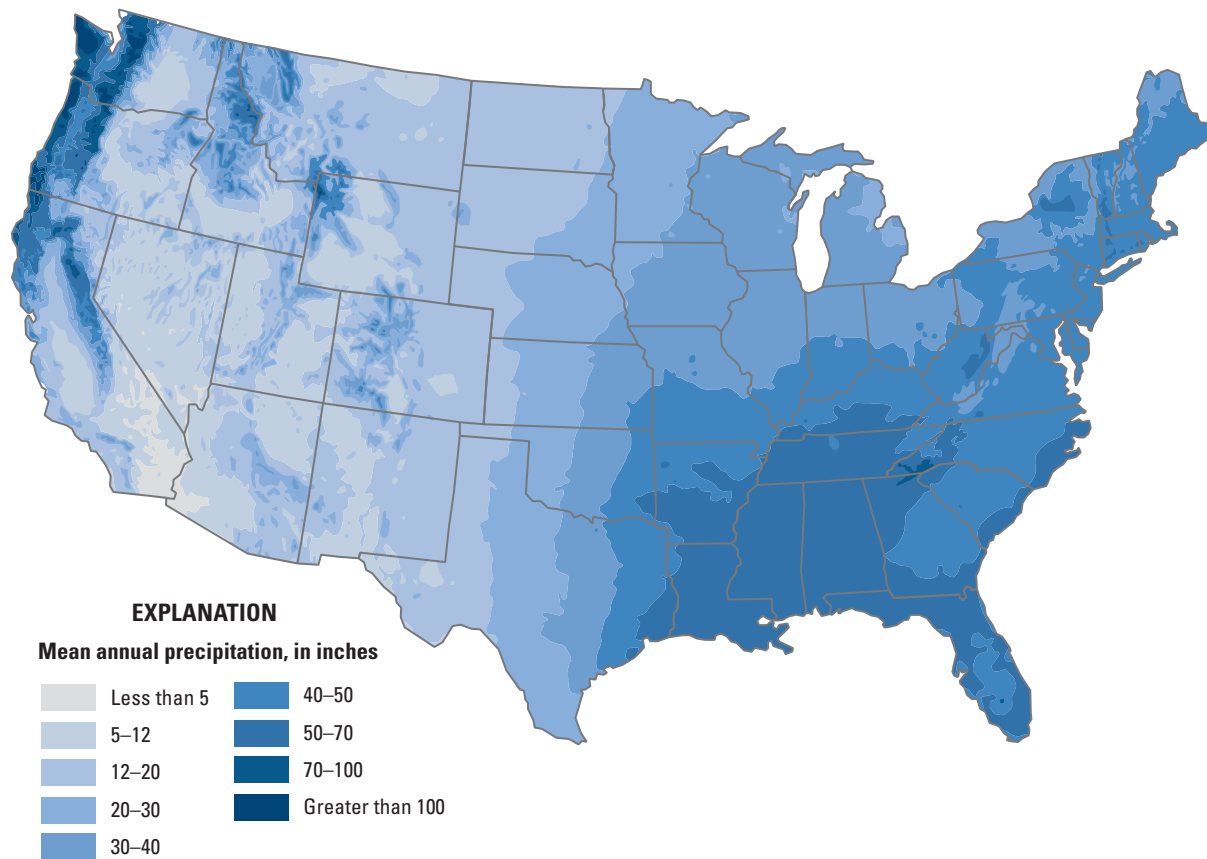 EXPLANATION
Mean annual precipitation, in inches
Less than 5
5–12
12–20
20–30
30–40
40–50
50–70
70–100
Greater than 100